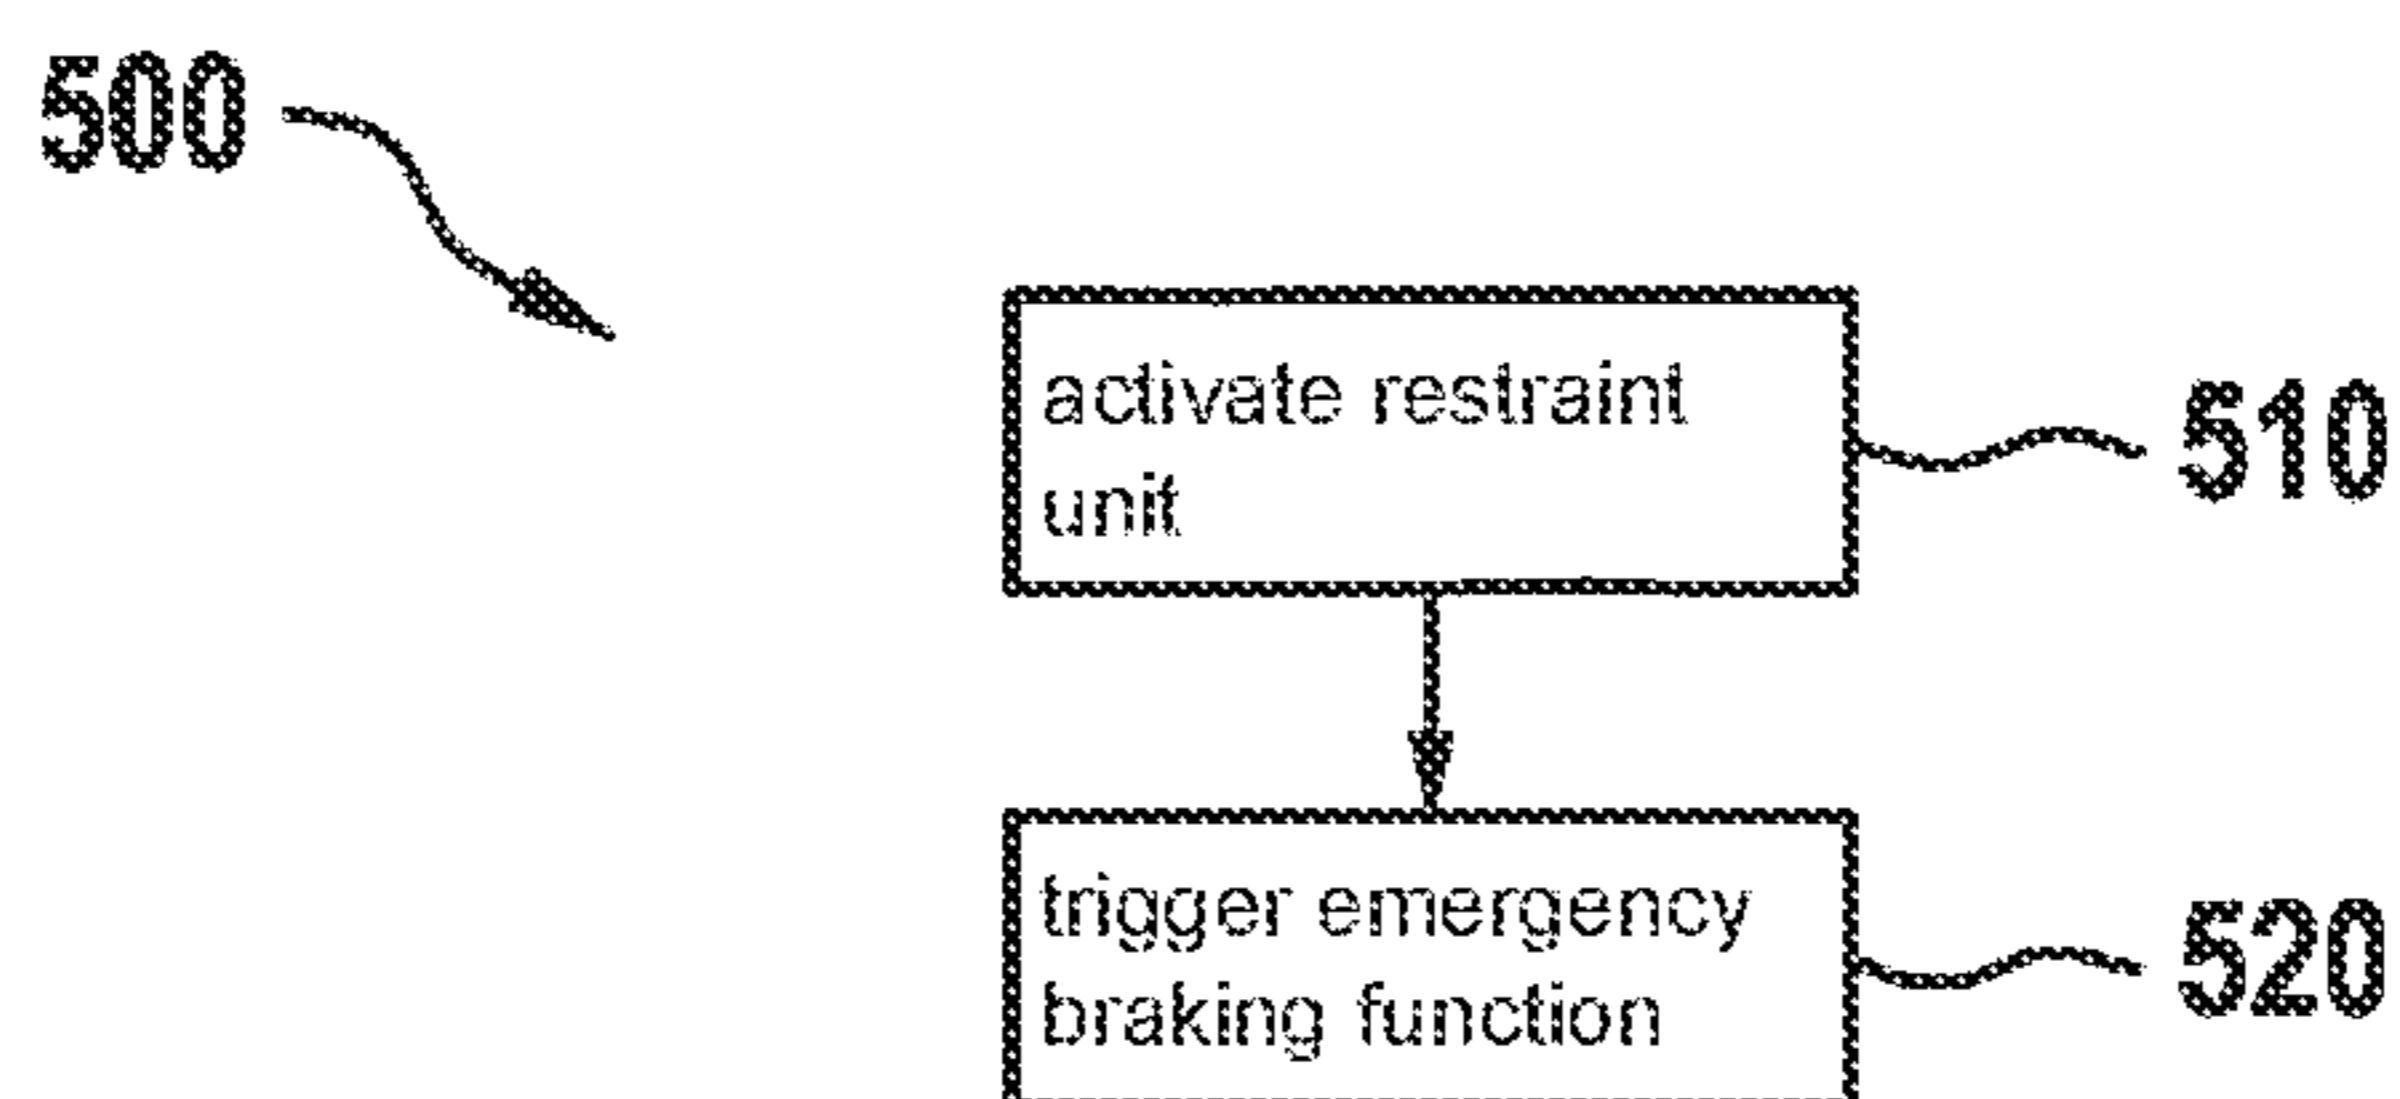 500
activate restraint
unit
510
trigger emergency
braking function
520